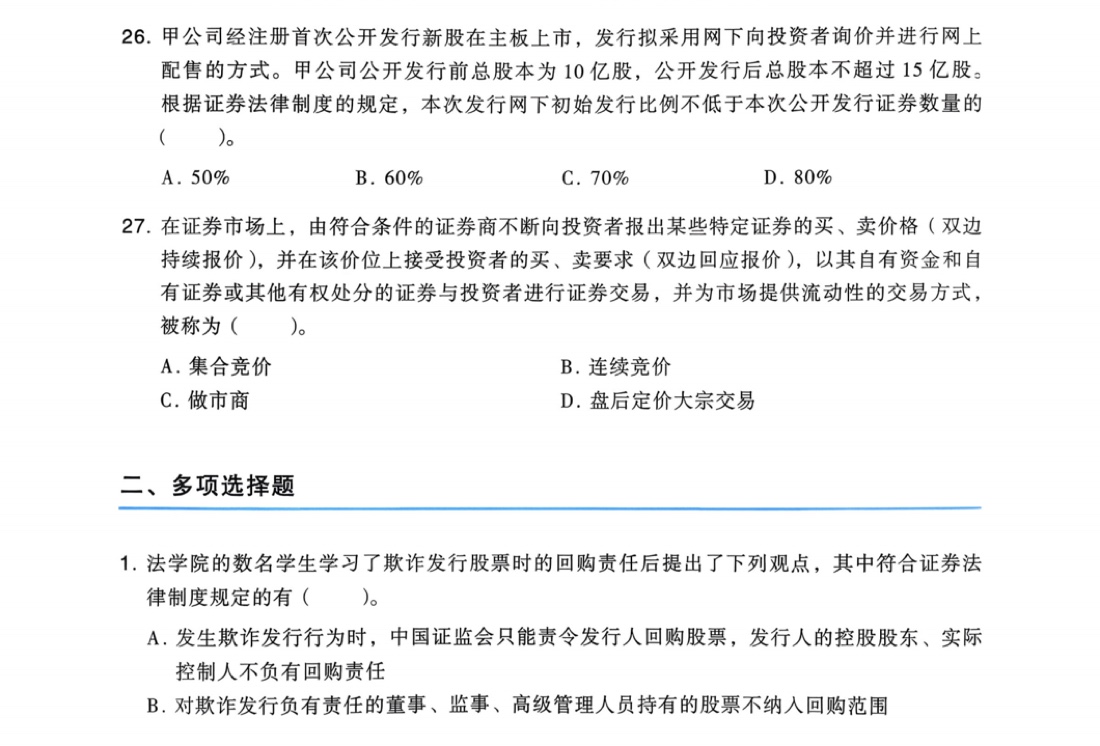 26. 甲公司经注册首次公开发行新股在主板上市，发行拟采用网下向投资者询价并进行网上
配售的方式。甲公司公开发行前总股本为 10 亿股，公开发行后总股本不超过 15 亿股。
根据证券法律制度的规定，本次发行网下初始发行比例不低于本次公开发行证券数量的
(　　)。
A. 50%　　B. 60%　　C. 70%　　D. 80%
27. 在证券市场上，由符合条件的证券商不断向投资者报出某些特定证券的买、卖价格（双边
持续报价），并在该价位上接受投资者的买、卖要求（双边回应报价），以其自有资金和自
有证券或其他有权处分的证券与投资者进行证券交易，并为市场提供流动性的交易方式，
被称为（　　）。
A. 集合竞价　　B. 连续竞价
C. 做市商　　D. 盘后定价大宗交易
二、多项选择题
1. 法学院的数名学生学习了欺诈发行股票时的回购责任后提出了下列观点，其中符合证券法
律制度规定的有（　　）。
A. 发生欺诈发行行为时，中国证监会只能责令发行人回购股票，发行人的控股股东、实际
控制人不负有回购责任
B. 对欺诈发行负有责任的董事、监事、高级管理人员持有的股票不纳入回购范围